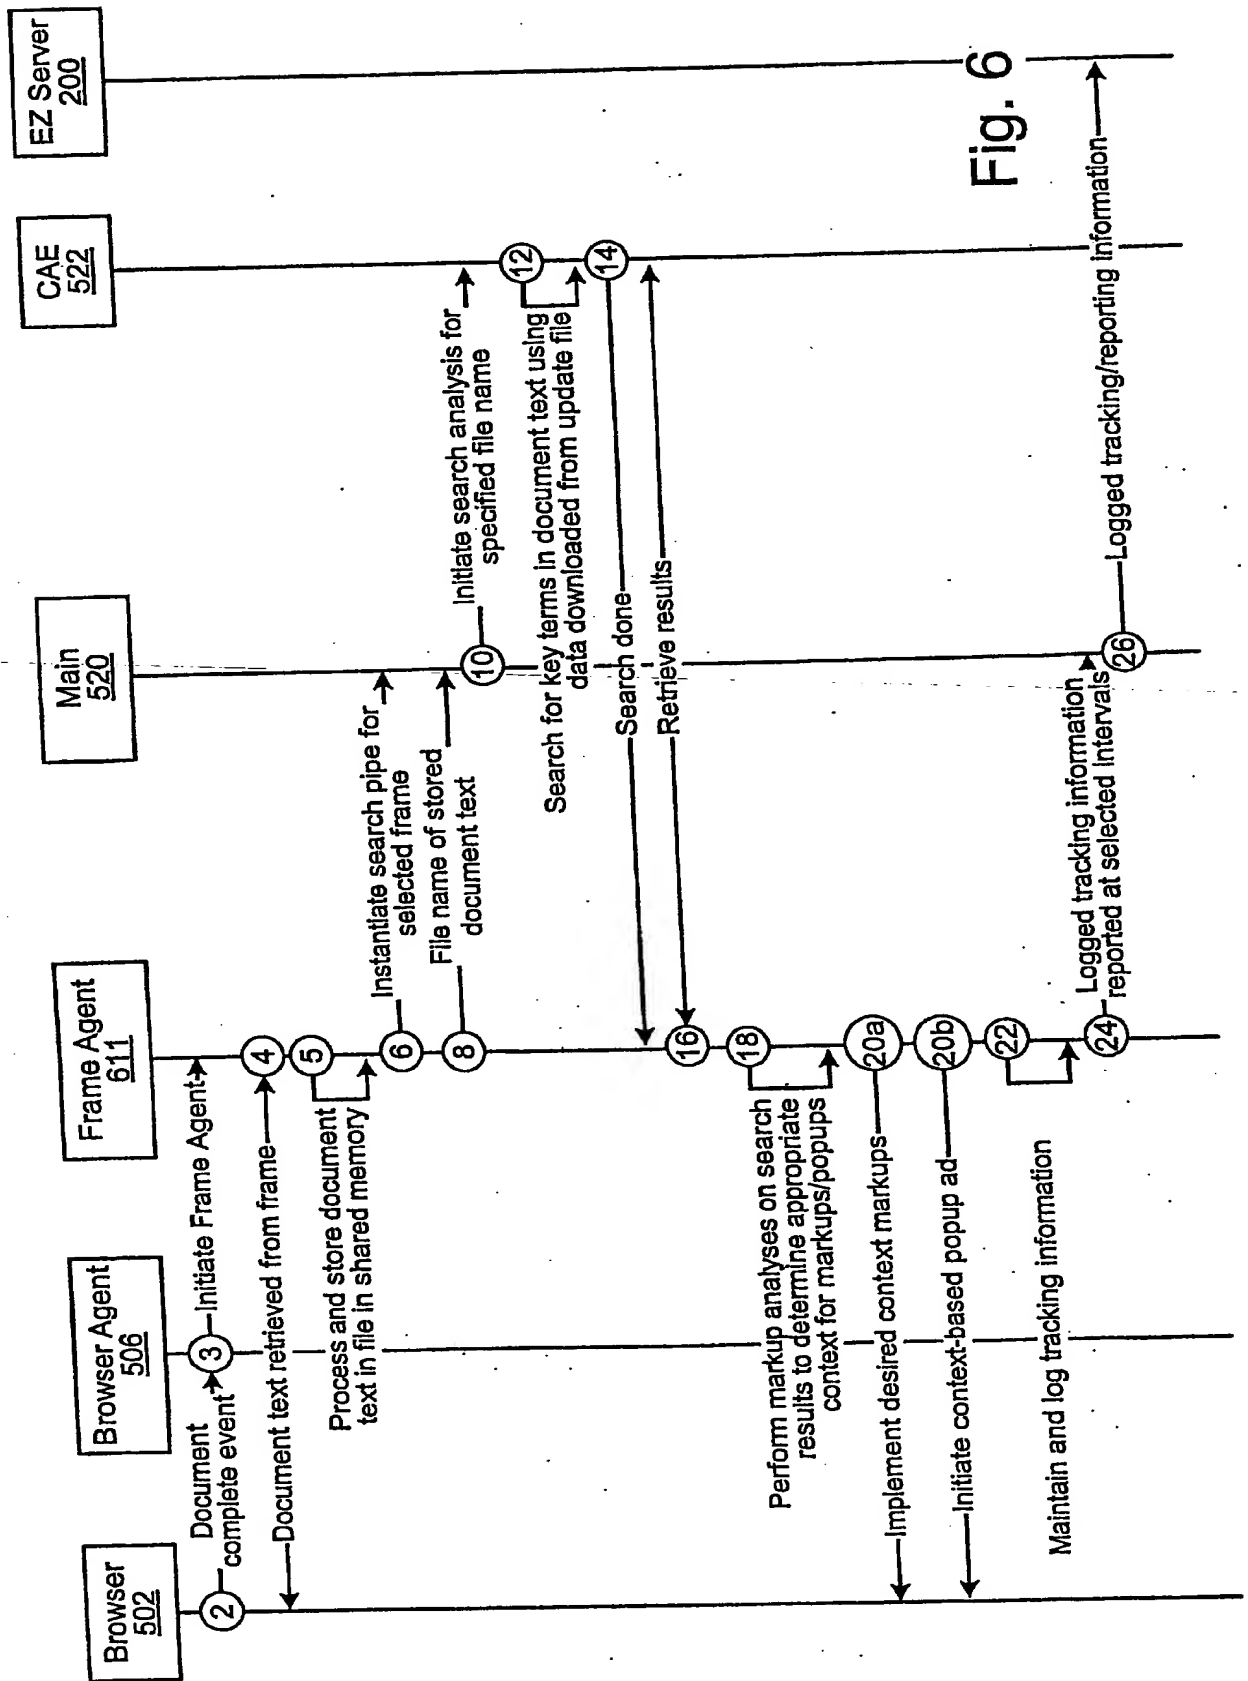 Browser
502
Browser Agent
506
Frame Agent
611
Main
520
CAE
522
EZ Server
200
2
Document
complete event
3
Initiate Frame Agent
4
Document text retrieved from frame
5
Process and store document
text in file in shared memory
6
Instantiate search pipe for
selected frame
8
File name of stored
document text
10
Initiate search analysis for
specified file name
12
Search for key terms in document text using
data downloaded from update file
14
Search done
Retrieve results
16
18
Perform markup analyses on search
results to determine appropriate
context for markups/popups
20a
Implement desired context markups
20b
Initiate context-based popup ad
22
Maintain and log tracking information
24
Logged tracking information
reported at selected intervals
26
Logged tracking/reporting information
Fig. 6